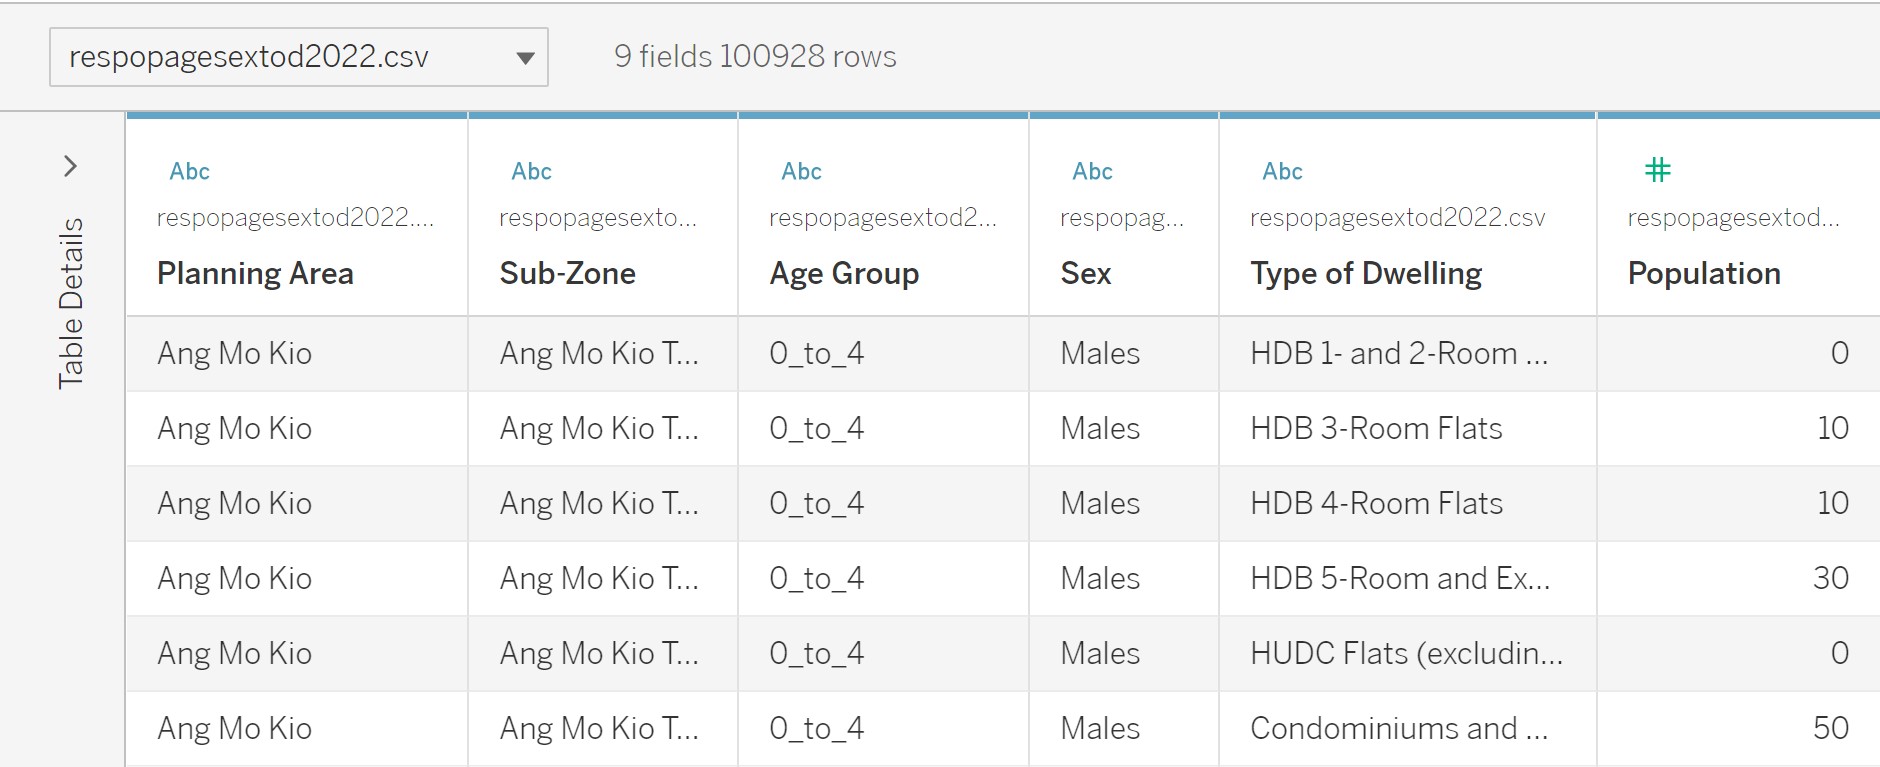 respopagesextod2022.csv 9 fields 100928 rows
Table Details
Abc Abc Abc Abc Abc #
respopagesextod2022.... respopagesexto... respopagesextod2... respopag... respopagesextod2022.csv respopagesextod...
Planning Area Sub-Zone Age Group Sex Type of Dwelling Population
Ang Mo Kio Ang Mo Kio T... 0_to_4 Males HDB 1- and 2-Room ... 0
Ang Mo Kio Ang Mo Kio T... 0_to_4 Males HDB 3-Room Flats 10
Ang Mo Kio Ang Mo Kio T... 0_to_4 Males HDB 4-Room Flats 10
Ang Mo Kio Ang Mo Kio T... 0_to_4 Males HDB 5-Room and Ex... 30
Ang Mo Kio Ang Mo Kio T... 0_to_4 Males HUDC Flats (excludin... 0
Ang Mo Kio Ang Mo Kio T... 0_to_4 Males Condominiums and ... 50